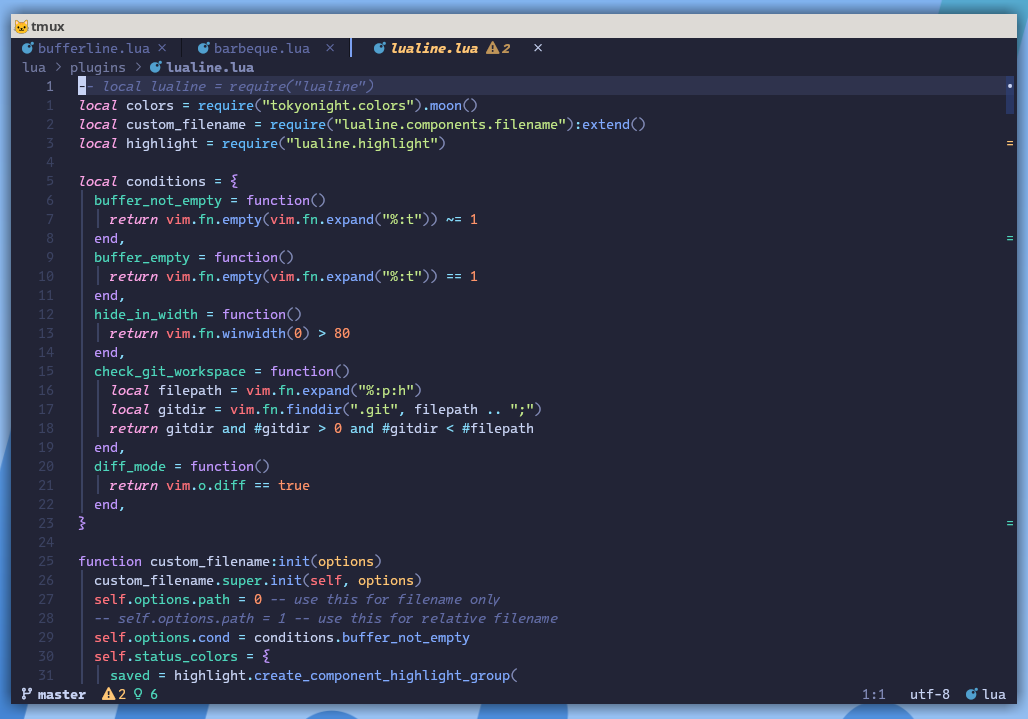 tmux
bufferline.lua × barbeque.lua × lualine.lua 2 ×
lua > plugins > lualine.lua
1 -- local lualine = require("lualine")
1 local colors = require("tokyonight.colors").moon()
2 local custom_filename = require("lualine.components.filename"):extend()
3 local highlight = require("lualine.highlight")
4
5 local conditions = {
6 buffer_not_empty = function()
7 return vim.fn.empty(vim.fn.expand("%:t")) ~= 1
8 end,
9 buffer_empty = function()
10 return vim.fn.empty(vim.fn.expand("%:t")) == 1
11 end,
12 hide_in_width = function()
13 return vim.fn.winwidth(0) > 80
14 end,
15 check_git_workspace = function()
16 local filepath = vim.fn.expand("%:p:h")
17 local gitdir = vim.fn.finddir(".git", filepath .. ";")
18 return gitdir and #gitdir > 0 and #gitdir < #filepath
19 end,
20 diff_mode = function()
21 return vim.o.diff == true
22 end,
23 }
24
25 function custom_filename:init(options)
26 custom_filename.super.init(self, options)
27 self.options.path = 0 -- use this for filename only
28 -- self.options.path = 1 -- use this for relative filename
29 self.options.cond = conditions.buffer_not_empty
30 self.status_colors = {
31 saved = highlight.create_component_highlight_group(
master 2 6 1:1 utf-8 lua